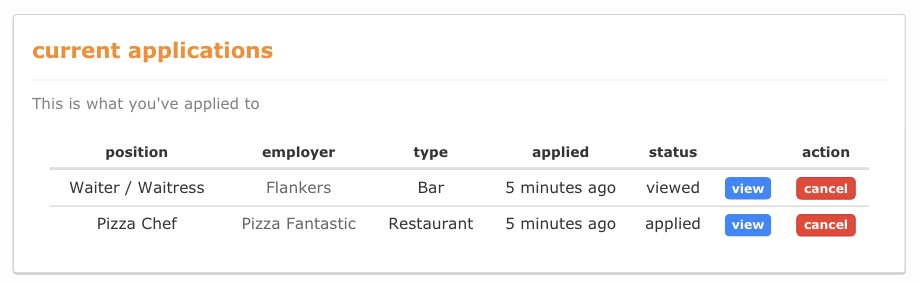 current applications
This is what you've applied to
position employer type applied status action
Waiter / Waitress Flankers Bar 5 minutes ago viewed view cancel
Pizza Chef Pizza Fantastic Restaurant 5 minutes ago applied view cancel